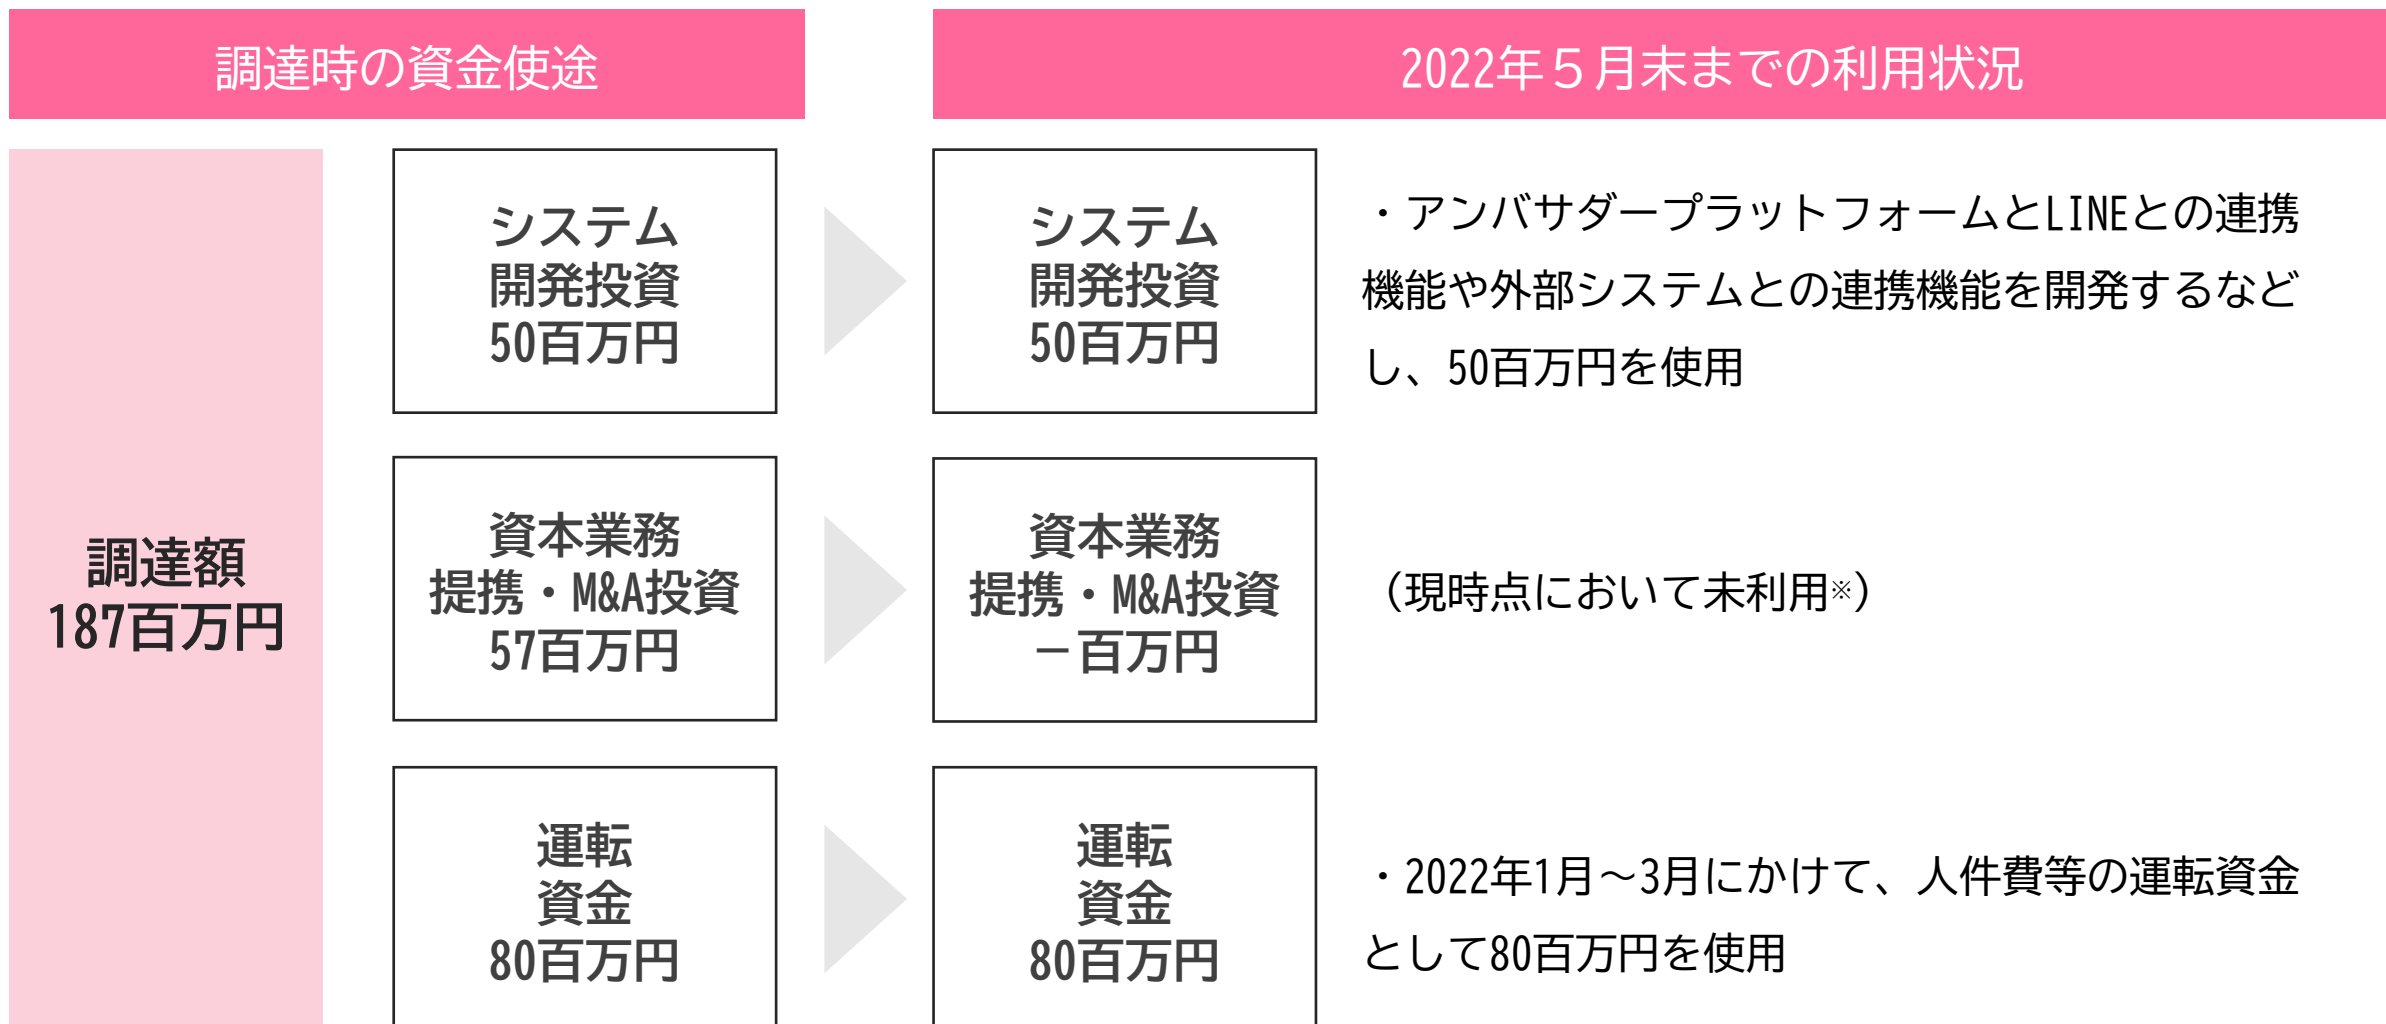 調達時の資金使途
2022年５月末までの利用状況
調達額
187百万円
システム
開発投資
50百万円
システム
開発投資
50百万円
・アンバサダープラットフォームとLINEとの連携
機能や外部システムとの連携機能を開発するなど
し、50百万円を使用
資本業務
提携・M&A投資
57百万円
資本業務
提携・M&A投資
－百万円
（現時点において未利用※）
運転
資金
80百万円
運転
資金
80百万円
・2022年1月～3月にかけて、人件費等の運転資金
として80百万円を使用